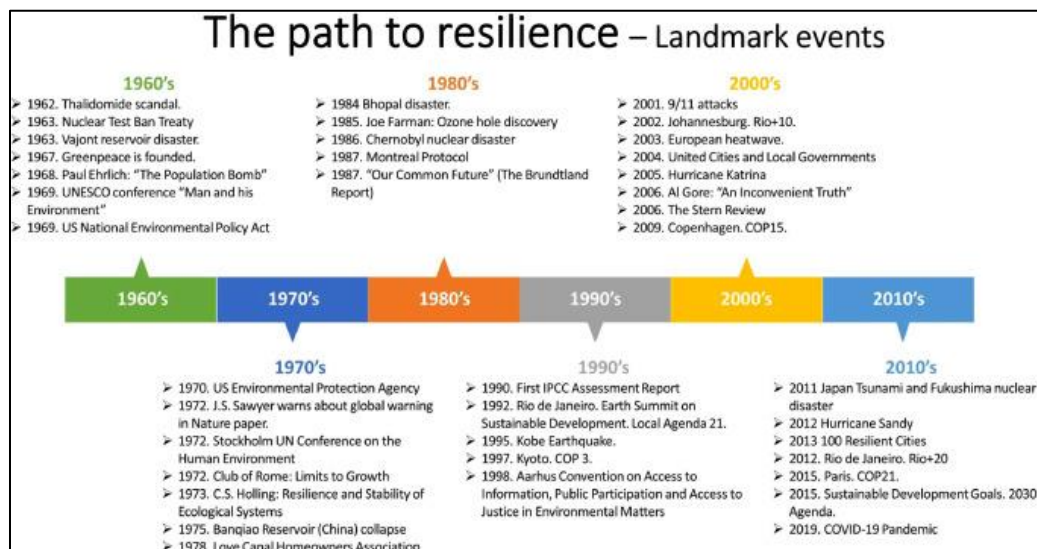 The path to resilience – Landmark events
1960's
➢ 1962. Thalidomide scandal.
➢ 1963. Nuclear Test Ban Treaty
➢ 1963. Vajont reservoir disaster.
➢ 1967. Greenpeace is founded.
➢ 1968. Paul Ehrlich: "The Population Bomb"
➢ 1969. UNESCO conference "Man and his
Environment"
➢ 1969. US National Environmental Policy Act
1980's
➢ 1984 Bhopal disaster.
➢ 1985. Joe Farman: Ozone hole discovery
➢ 1986. Chernobyl nuclear disaster
➢ 1987. Montreal Protocol
➢ 1987. "Our Common Future" (The Brundtland
Report)
2000's
➢ 2001. 9/11 attacks
➢ 2002. Johannesburg. Rio+10.
➢ 2003. European heatwave.
➢ 2004. United Cities and Local Governments
➢ 2005. Hurricane Katrina
➢ 2006. Al Gore: "An Inconvenient Truth"
➢ 2006. The Stern Review
➢ 2009. Copenhagen. COP15.
1960's 1970's 1980's 1990's 2000's 2010's
1970's
➢ 1970. US Environmental Protection Agency
➢ 1972. J.S. Sawyer warns about global warning
in Nature paper.
➢ 1972. Stockholm UN Conference on the
Human Environment
➢ 1972. Club of Rome: Limits to Growth
➢ 1973. C.S. Holling: Resilience and Stability of
Ecological Systems
➢ 1975. Banqiao Reservoir (China) collapse
➢ 1978. Love Canal Homeowners Association
1990's
➢ 1990. First IPCC Assessment Report
➢ 1992. Rio de Janeiro. Earth Summit on
Sustainable Development. Local Agenda 21.
➢ 1995. Kobe Earthquake.
➢ 1997. Kyoto. COP 3.
➢ 1998. Aarhus Convention on Access to
Information, Public Participation and Access to
Justice in Environmental Matters
2010's
➢ 2011 Japan Tsunami and Fukushima nuclear
disaster
➢ 2012 Hurricane Sandy
➢ 2013 100 Resilient Cities
➢ 2012. Rio de Janeiro. Rio+20
➢ 2015. Paris. COP21.
➢ 2015. Sustainable Development Goals. 2030
Agenda.
➢ 2019. COVID-19 Pandemic